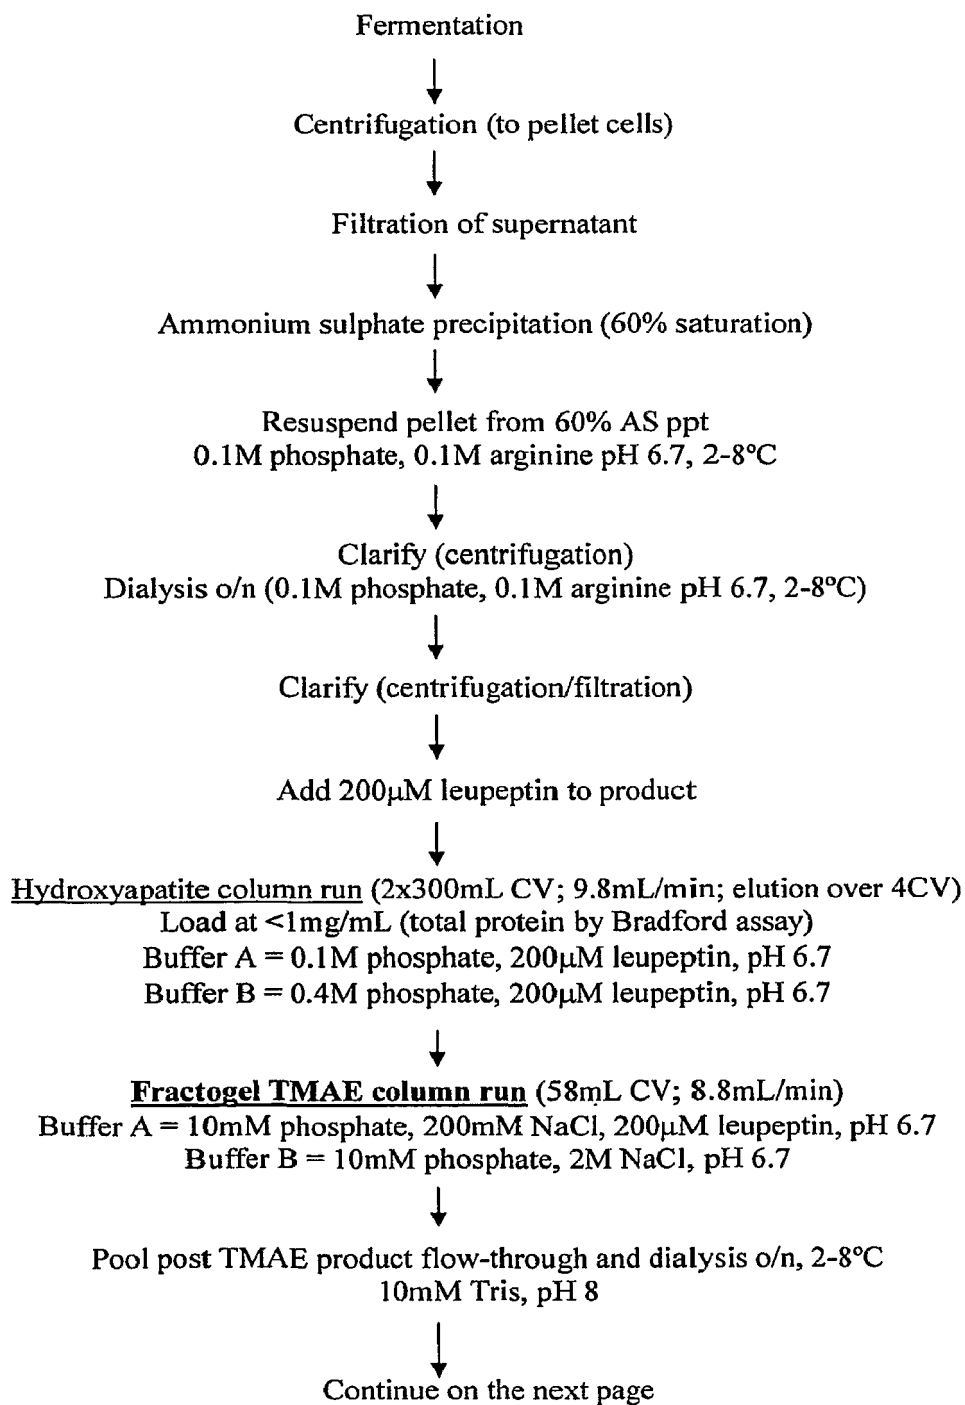 Fermentation
Centrifugation (to pellet cells)
Filtration of supernatant
Ammonium sulphate precipitation (60% saturation)
Resuspend pellet from 60% AS ppt
0.1M phosphate, 0.1M arginine pH 6.7, 2-8°C
Clarify (centrifugation)
Dialysis o/n (0.1M phosphate, 0.1M arginine pH 6.7, 2-8°C)
Clarify (centrifugation/filtration)
Add 200µM leupeptin to product
Hydroxyapatite column run (2x300mL CV; 9.8mL/min; elution over 4CV)
Load at <1mg/mL (total protein by Bradford assay)
Buffer A = 0.1M phosphate, 200µM leupeptin, pH 6.7
Buffer B = 0.4M phosphate, 200µM leupeptin, pH 6.7
Fractogel TMAE column run (58mL CV; 8.8mL/min)
Buffer A = 10mM phosphate, 200mM NaCl, 200µM leupeptin, pH 6.7
Buffer B = 10mM phosphate, 2M NaCl, pH 6.7
Pool post TMAE product flow-through and dialysis o/n, 2-8°C
10mM Tris, pH 8
Continue on the next page